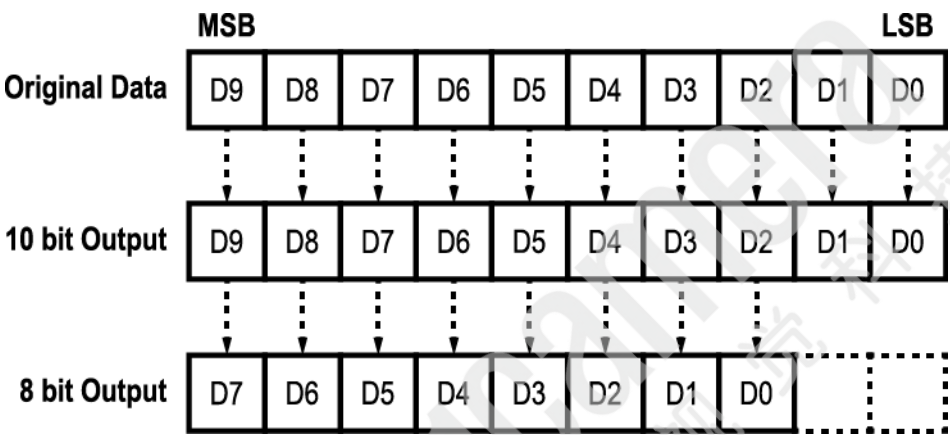 MSB LSB
Original Data D9 D8 D7 D6 D5 D4 D3 D2 D1 D0
10 bit Output D9 D8 D7 D6 D5 D4 D3 D2 D1 D0
8 bit Output D7 D6 D5 D4 D3 D2 D1 D0